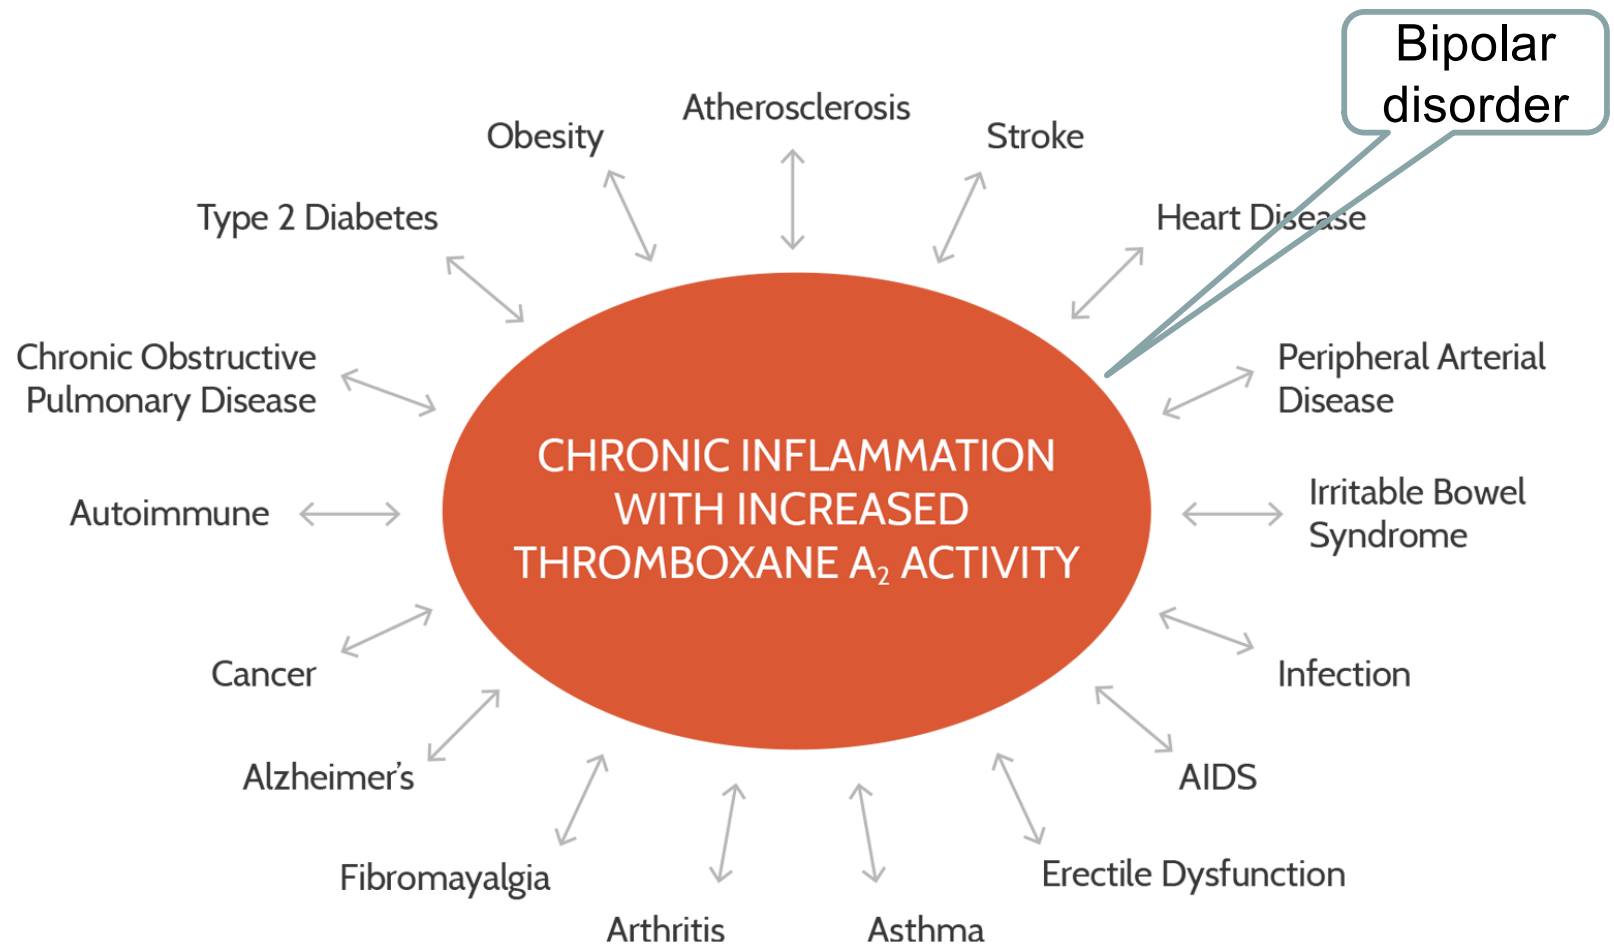 Bipolar
disorder
Atherosclerosis
Obesity
Stroke
Type 2 Diabetes
Heart Disease
Chronic Obstructive
Pulmonary Disease
Peripheral Arterial
Disease
CHRONIC INFLAMMATION
WITH INCREASED
THROMBOXANE A₂ ACTIVITY
Autoimmune
Irritable Bowel
Syndrome
Cancer
Infection
Alzheimer’s
AIDS
Fibromayalgia
Erectile Dysfunction
Arthritis
Asthma